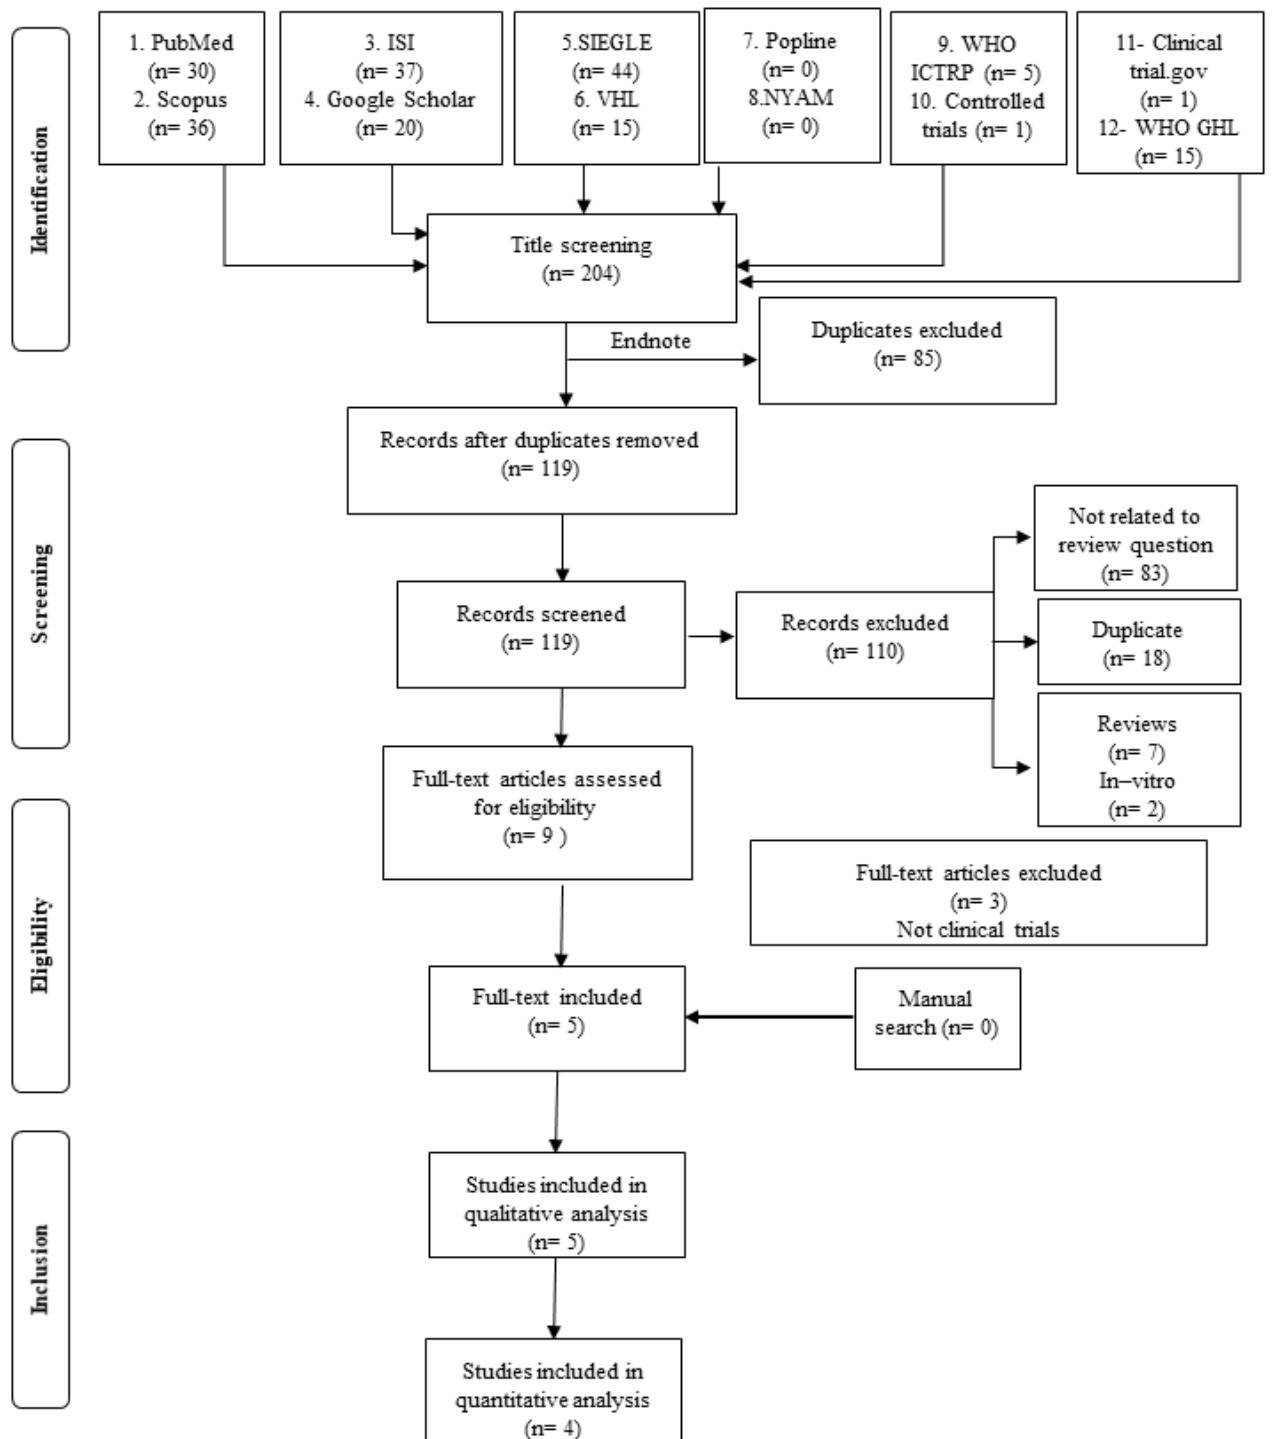 Identification
1. PubMed
(n= 30)
2. Scopus
(n= 36)
3. ISI
(n= 37)
4. Google Scholar
(n= 20)
5.SIEGLE
(n= 44)
6. VHL
(n= 15)
7. Popline
(n= 0)
8.NYAM
(n= 0)
9. WHO
ICTRP (n= 5)
10. Controlled
trials (n= 1)
11- Clinical
trial.gov
(n= 1)
12- WHO GHL
(n= 15)
Title screening
(n= 204)
Endnote
Duplicates excluded
(n= 85)
Screening
Records after duplicates removed
(n= 119)
Records screened
(n= 119)
Records excluded
(n= 110)
Not related to
review question
(n= 83)
Duplicate
(n= 18)
Reviews
(n= 7)
In–vitro
(n= 2)
Eligibility
Full-text articles assessed
for eligibility
(n= 9 )
Full-text articles excluded
(n= 3)
Not clinical trials
Full-text included
(n= 5)
Manual
search (n= 0)
Inclusion
Studies included in
qualitative analysis
(n= 5)
Studies included in
quantitative analysis
(n= 4)